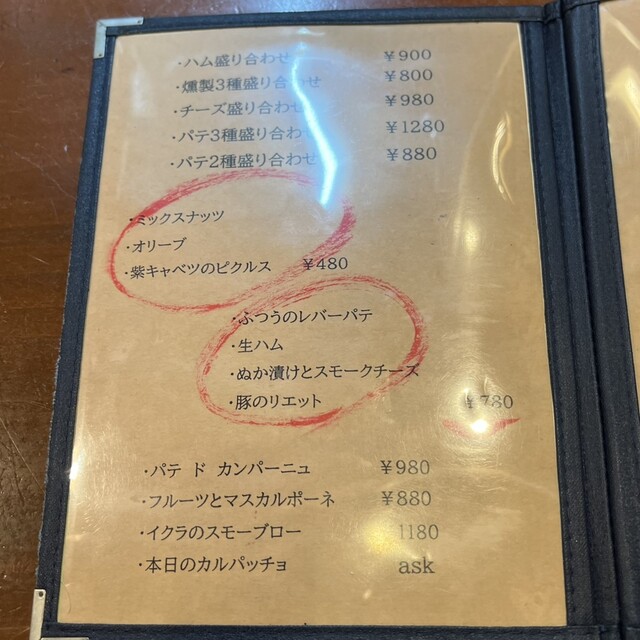 ・ハム盛り合わせ ￥900
・燻製3種盛り合わせ ￥800
・チーズ盛り合わせ ￥980
・パテ3種盛り合わせ ￥1280
・パテ2種盛り合わせ ￥880
・ミックスナッツ
・オリーブ
・紫キャベツのピクルス ￥480
・ふつうのレバーパテ
・生ハム
・ぬか漬けとスモークチーズ
・豚のリエット ￥780
・パテ ド カンパーニュ ￥980
・フルーツとマスカルポーネ ￥880
・イクラのスモーブロー 1180
・本日のカルパッチョ ask